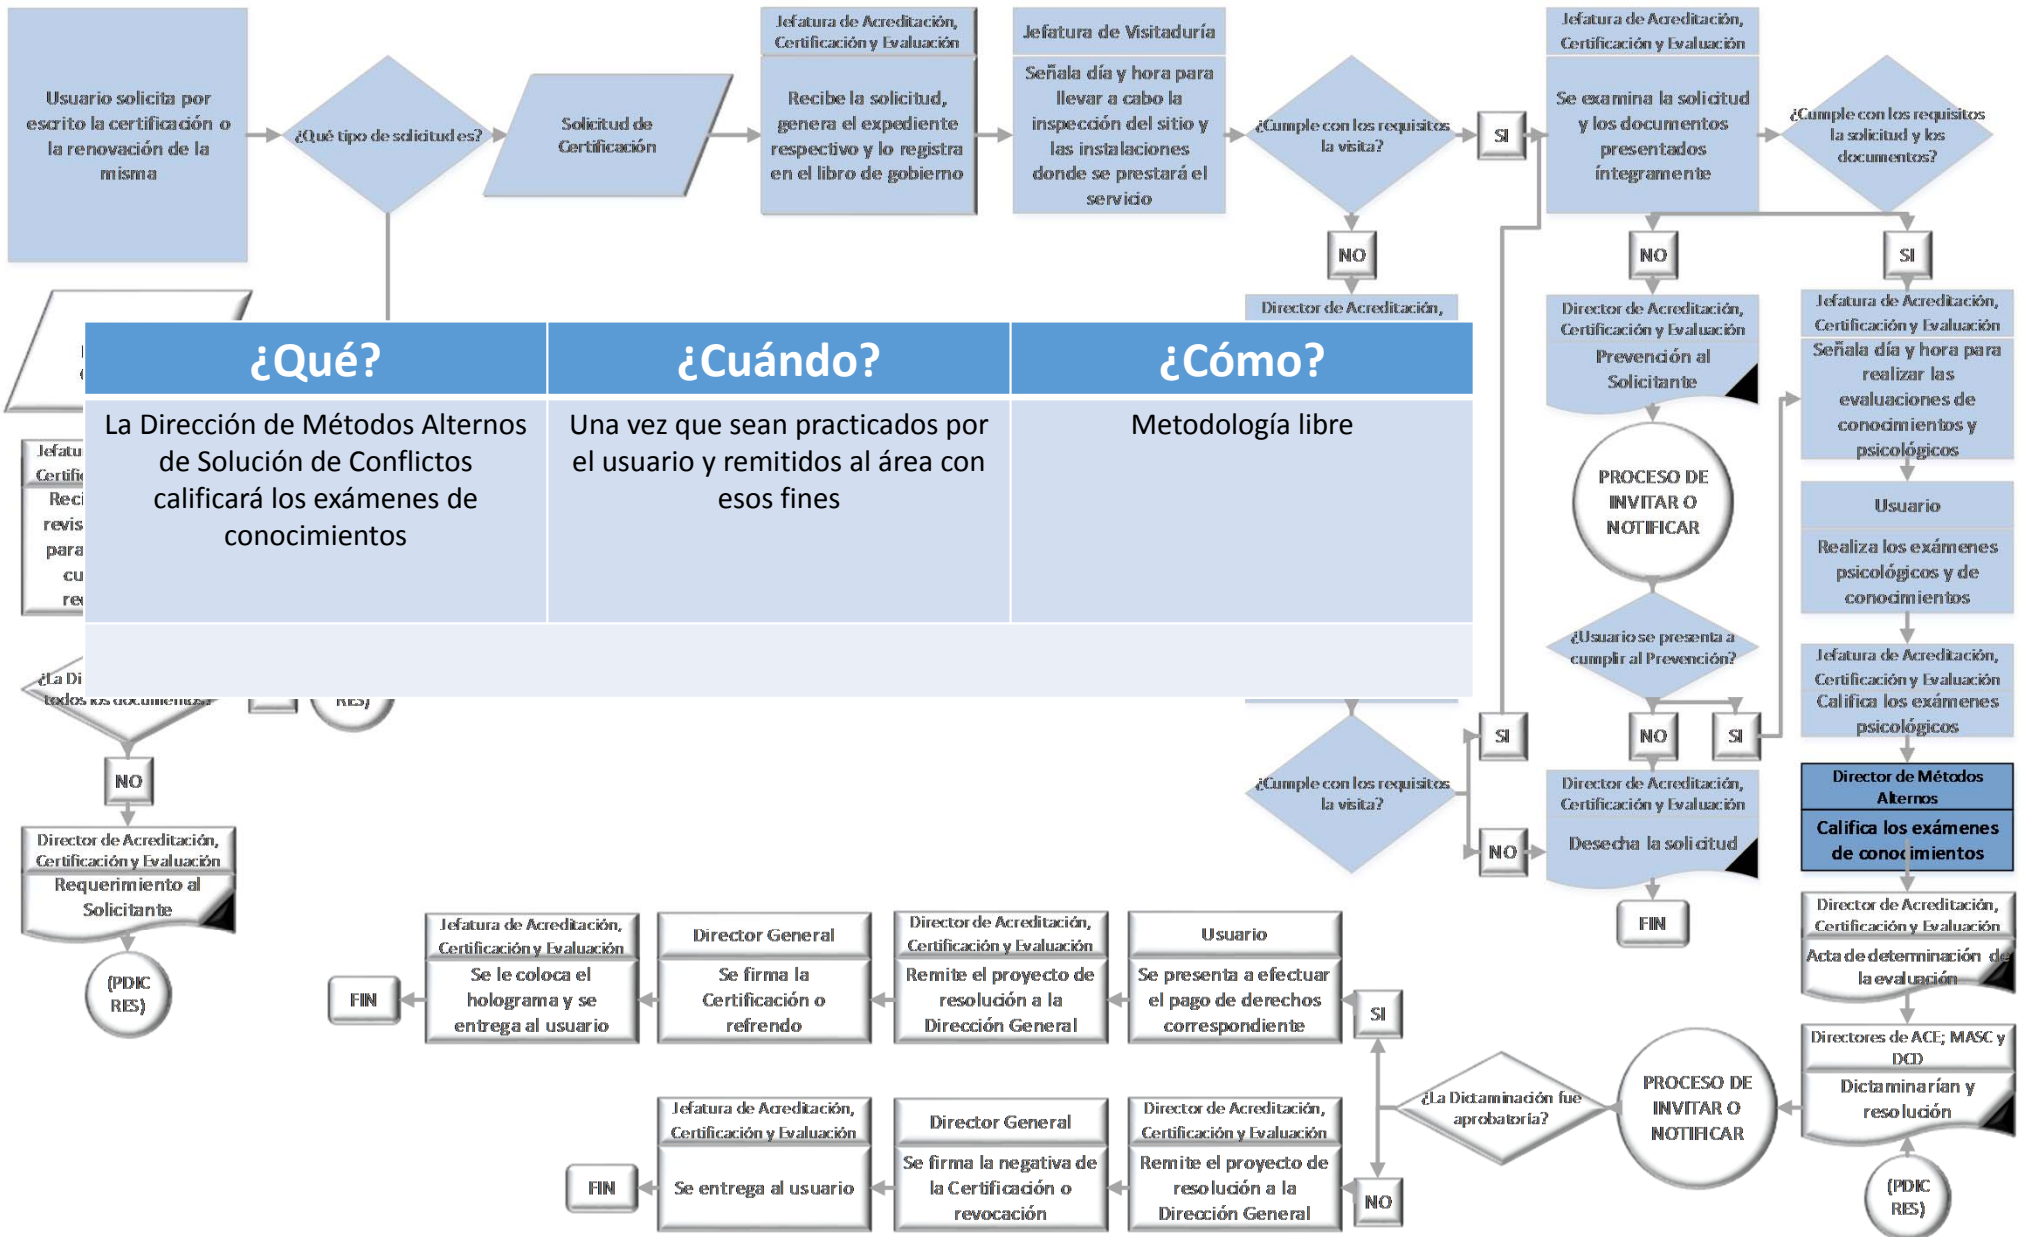 Usuario solicita por
escrito la certificación o
la renovación de la
misma
¿Qué tipo de solicitud es?
Solicitud de
Certificación
Jefatura de Acreditación,
Certificación y Evaluación
Recibe la solicitud,
genera el expediente
respectivo y lo registra
en el libro de gobierno
Jefatura de Visitaduría
Señala día y hora para
llevar a cabo la
inspección del sitio y
las instalaciones
donde se prestará el
servicio
¿Cumple con los requisitos
la visita?
SI
NO
Director de Acreditación,
Jefatura de Acreditación,
Certificación y Evaluación
Se examina la solicitud
y los documentos
presentados
íntegramente
¿Cumple con los requisitos
la solicitud y los
documentos?
NO
SI
Director de Acreditación,
Certificación y Evaluación
Prevención al
Solicitante
PROCESO DE
INVITAR O
NOTIFICAR
¿Usuario se presenta a
cumplir al Prevención?
NO
SI
Director de Acreditación,
Certificación y Evaluación
Desecha la solicitud
FIN
Jefatura de Acreditación,
Certificación y Evaluación
Señala día y hora para
realizar las
evaluaciones de
conocimientos y
psicológicos
Usuario
Realiza los exámenes
psicológicos y de
conocimientos
Jefatura de Acreditación,
Certificación y Evaluación
Califica los exámenes
psicológicos
Director de Métodos
Alternos
Califica los exámenes
de conocimientos
Director de Acreditación,
Certificación y Evaluación
Acta de determinación de
la evaluación
Directores de ACE; MASC y
DCD
Dictaminarían y
resolución
(PDIC
RES)
PROCESO DE
INVITAR O
NOTIFICAR
¿La Dictaminación fue
aprobatoría?
SI
NO
¿Qué?
¿Cuándo?
¿Cómo?
La Dirección de Métodos Alternos
de Solución de Conflictos
calificará los exámenes de
conocimientos
Una vez que sean practicados por
el usuario y remitidos al área con
esos fines
Metodología libre
¿La Di
todos los documentos?
RES)
NO
Director de Acreditación,
Certificación y Evaluación
Requerimiento al
Solicitante
(PDIC
RES)
¿Cumple con los requisitos
la visita?
SI
NO
Usuario
Se presenta a efectuar
el pago de derechos
correspondiente
Director de Acreditación,
Certificación y Evaluación
Remite el proyecto de
resolución a la
Dirección General
Director General
Se firma la
Certificación o
refrendo
Jefatura de Acreditación,
Certificación y Evaluación
Se le coloca el
holograma y se
entrega al usuario
FIN
Director de Acreditación,
Certificación y Evaluación
Remite el proyecto de
resolución a la
Dirección General
Director General
Se firma la negativa de
la Certificación o
revocación
Jefatura de Acreditación,
Certificación y Evaluación
Se entrega al usuario
FIN